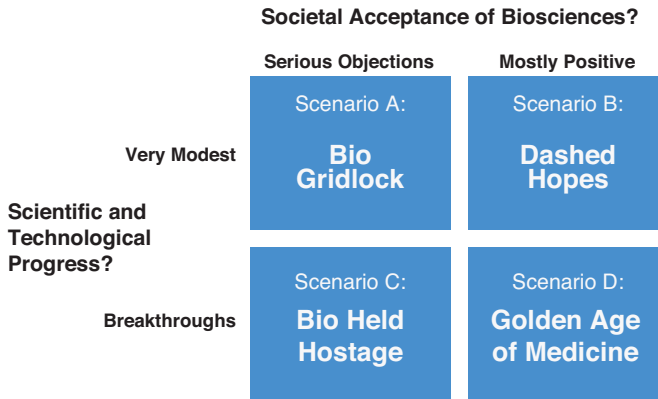 Societal Acceptance of Biosciences?
Serious Objections
Mostly Positive
Scenario A:
Bio
Gridlock
Scenario B:
Dashed
Hopes
Very Modest
Scientific and
Technological
Progress?
Scenario C:
Bio Held
Hostage
Scenario D:
Golden Age
of Medicine
Breakthroughs